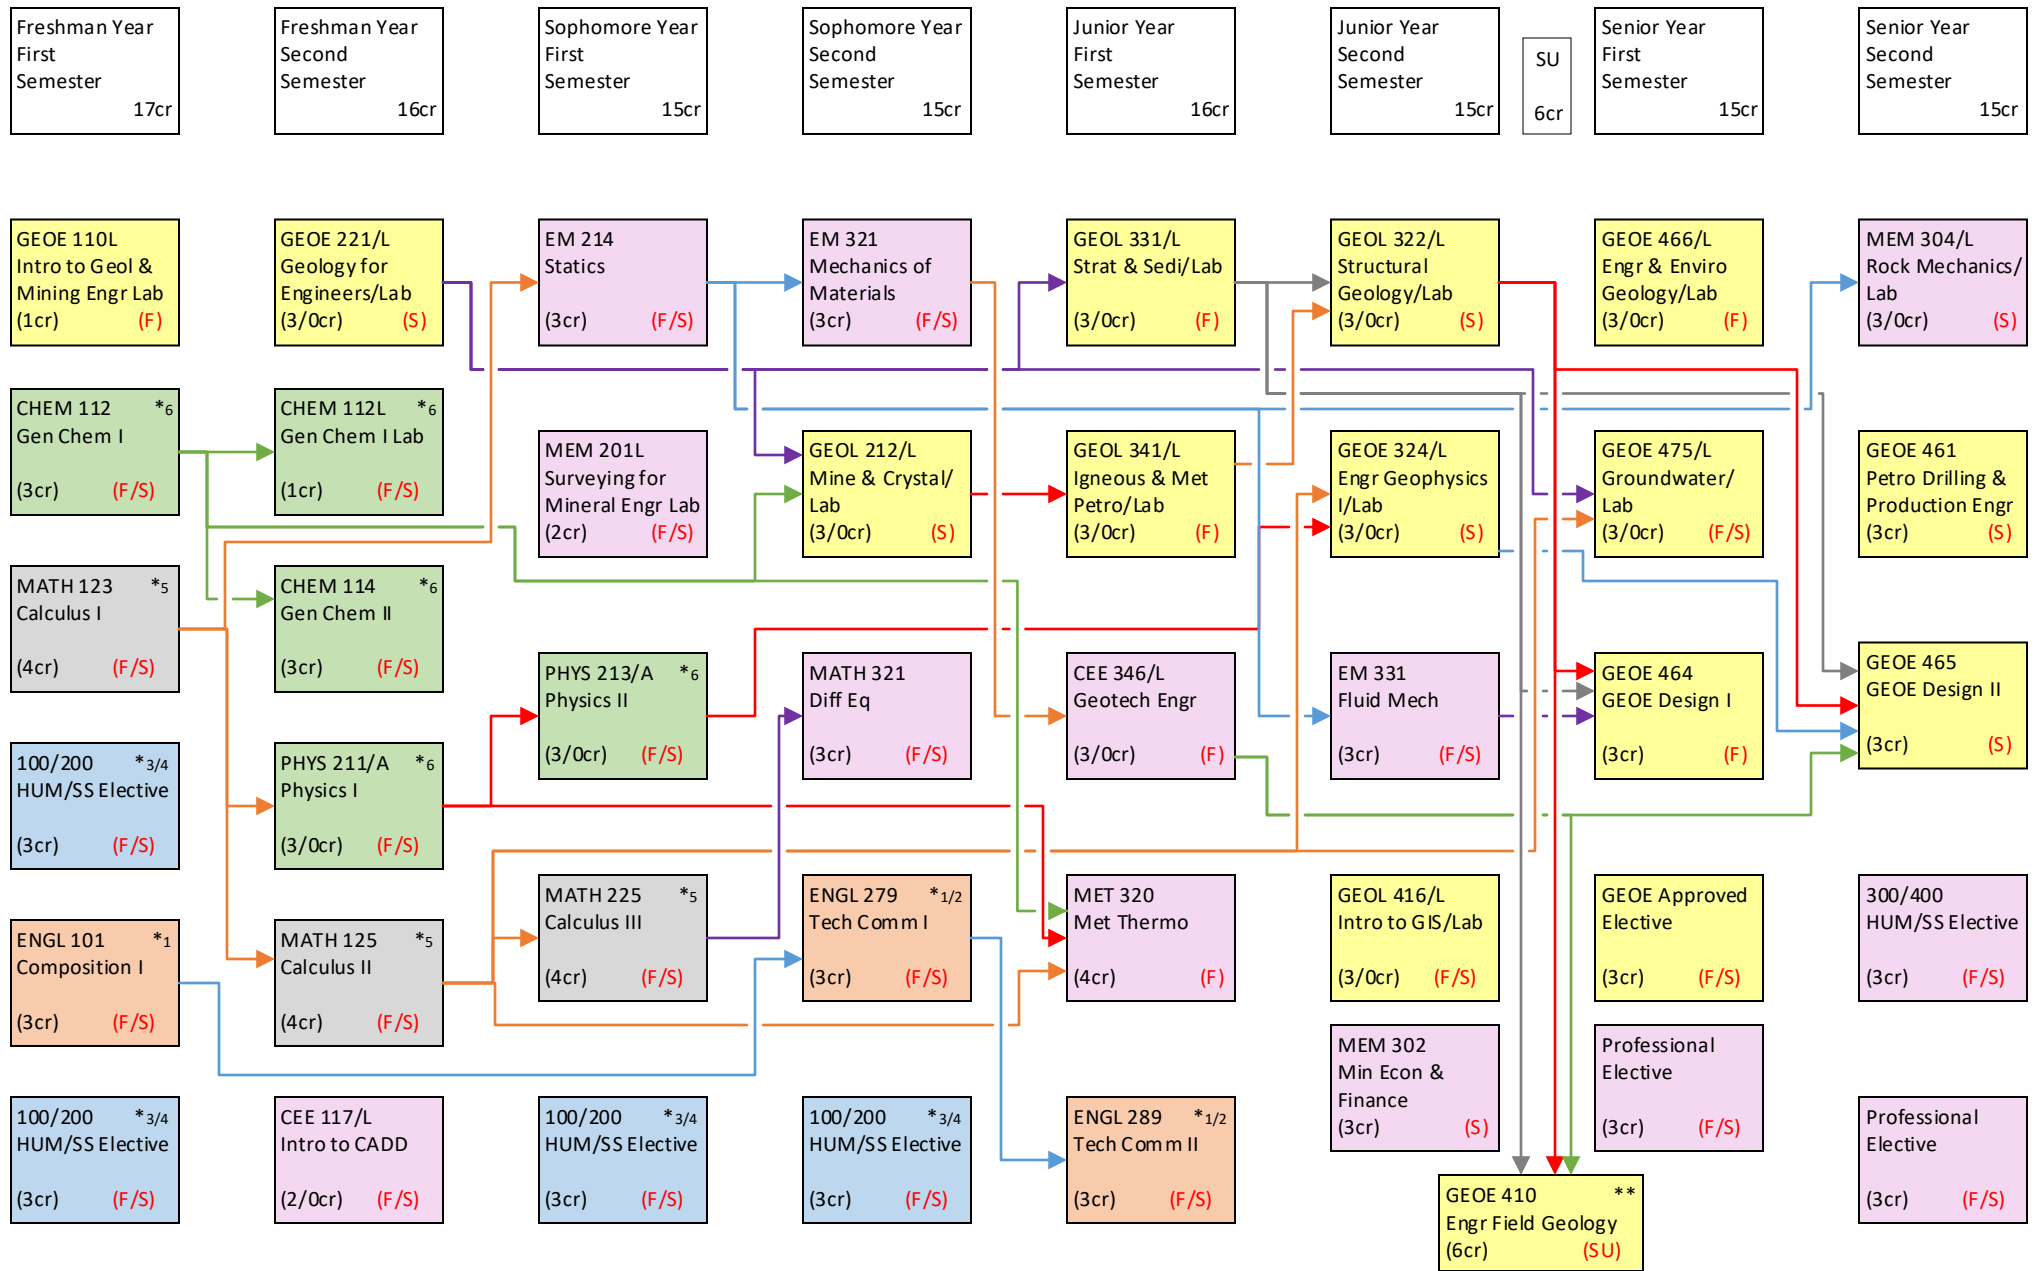 Freshman Year
First
Semester
17cr
Freshman Year
Second
Semester
16cr
Sophomore Year
First
Semester
15cr
Sophomore Year
Second
Semester
15cr
Junior Year
First
Semester
16cr
Junior Year
Second
Semester
15cr
SU
6cr
Senior Year
First
Semester
15cr
Senior Year
Second
Semester
15cr
GEOE 110L
Intro to Geol &
Mining Engr Lab
(1cr) (F)
CHEM 112 *6
Gen Chem I
(3cr) (F/S)
MATH 123 *5
Calculus I
(4cr) (F/S)
100/200 *3/4
HUM/SS Elective
(3cr) (F/S)
ENGL 101 *1
Composition I
(3cr) (F/S)
100/200 *3/4
HUM/SS Elective
(3cr) (F/S)
GEOE 221/L
Geology for
Engineers/Lab
(3/0cr) (S)
CHEM 112L *6
Gen Chem I Lab
(1cr) (F/S)
CHEM 114 *6
Gen Chem II
(3cr) (F/S)
PHYS 211/A *6
Physics I
(3/0cr) (F/S)
MATH 125 *5
Calculus II
(4cr) (F/S)
CEE 117/L
Intro to CADD
(2/0cr) (F/S)
EM 214
Statics
(3cr) (F/S)
MEM 201L
Surveying for
Mineral Engr Lab
(2cr) (F/S)
PHYS 213/A *6
Physics II
(3/0cr) (F/S)
MATH 225 *5
Calculus III
(4cr) (F/S)
100/200 *3/4
HUM/SS Elective
(3cr) (F/S)
EM 321
Mechanics of
Materials
(3cr) (F/S)
GEOL 212/L
Mine & Crystal/
Lab
(3/0cr) (S)
MATH 321
Diff Eq
(3cr) (F/S)
ENGL 279 *1/2
Tech Comm I
(3cr) (F/S)
100/200 *3/4
HUM/SS Elective
(3cr) (F/S)
GEOL 331/L
Strat & Sedi/Lab
(3/0cr) (F)
GEOL 341/L
Igneous & Met
Petro/Lab
(3/0cr) (F)
CEE 346/L
Geotech Engr
(3/0cr) (F)
MET 320
Met Thermo
(4cr) (F)
ENGL 289 *1/2
Tech Comm II
(3cr) (F/S)
GEOL 322/L
Structural
Geology/Lab
(3/0cr) (S)
GEOE 324/L
Engr Geophysics
I/Lab
(3/0cr) (S)
EM 331
Fluid Mech
(3cr) (F/S)
GEOL 416/L
Intro to GIS/Lab
(3/0cr) (F/S)
MEM 302
Min Econ &
Finance
(3cr) (S)
GEOE 410 **
Engr Field Geology
(6cr) (SU)
GEOE 466/L
Engr & Enviro
Geology/Lab
(3/0cr) (F)
GEOE 475/L
Groundwater/
Lab
(3/0cr) (F/S)
GEOE 464
GEOE Design I
(3cr) (F)
GEOE Approved
Elective
(3cr) (F/S)
Professional
Elective
(3cr) (F/S)
MEM 304/L
Rock Mechanics/
Lab
(3/0cr) (S)
GEOE 461
Petro Drilling &
Production Engr
(3cr) (S)
GEOE 465
GEOE Design II
(3cr) (S)
300/400
HUM/SS Elective
(3cr) (F/S)
Professional
Elective
(3cr) (F/S)